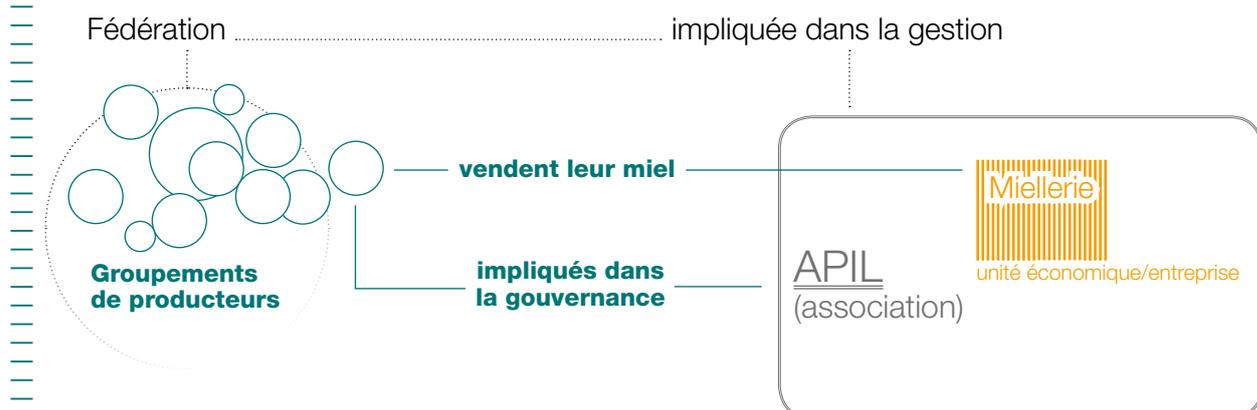 Fédération
impliquée dans la gestion
vendent leur miel
Miellerie
Groupements
de producteurs
impliqués dans
la gouvernance
APIL
(association)
unité économique/entreprise